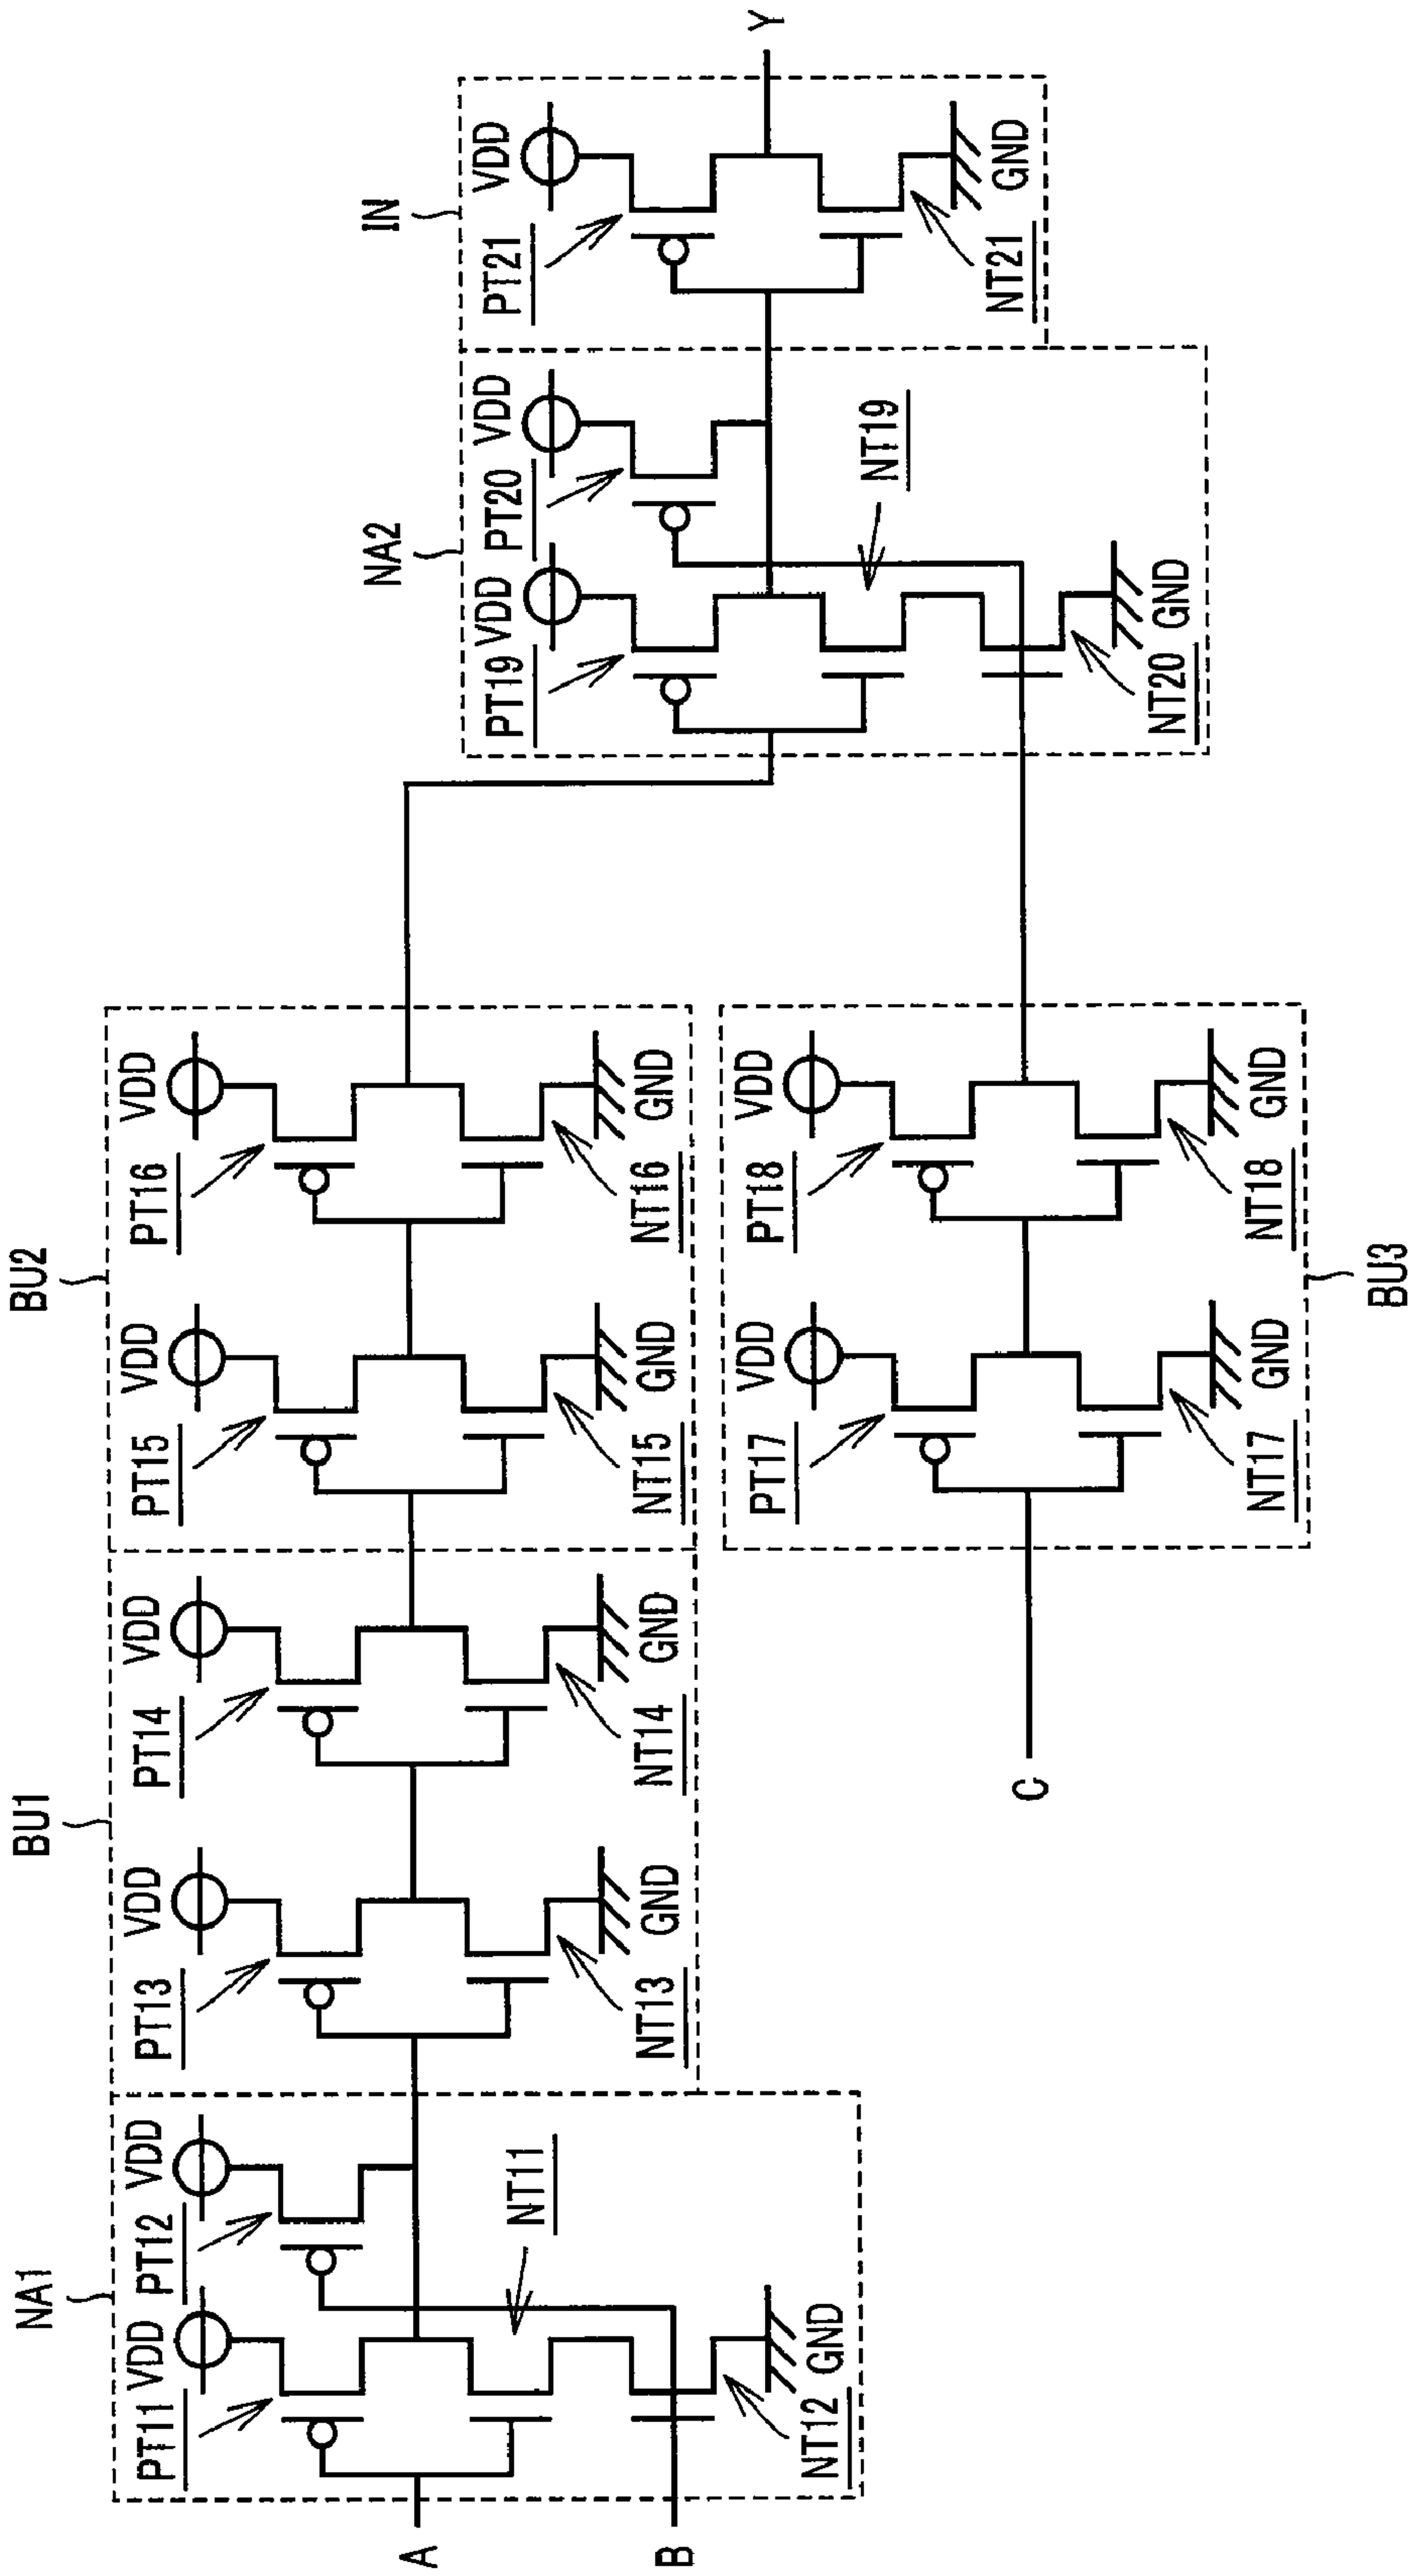 NA1
BU1
BU2
NA2
IN
VDD
VDD
PT11
PT12
NT11
NT12
GND
A
B
VDD
PT13
NT13
GND
VDD
PT14
NT14
GND
VDD
PT15
NT15
GND
VDD
PT16
NT16
GND
C
VDD
PT17
NT17
GND
VDD
PT18
NT18
GND
BU3
VDD
VDD
PT19
PT20
NT19
NT20
GND
VDD
PT21
NT21
GND
Y